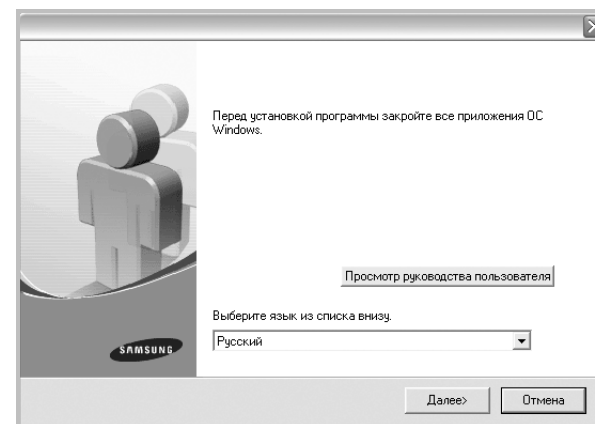 Перед установкой программы закройте все приложения ОС
Windows.
Просмотр руководства пользователя
Выберите язык из списка внизу.
Русский
SAMSUNG
Далее>
Отмена